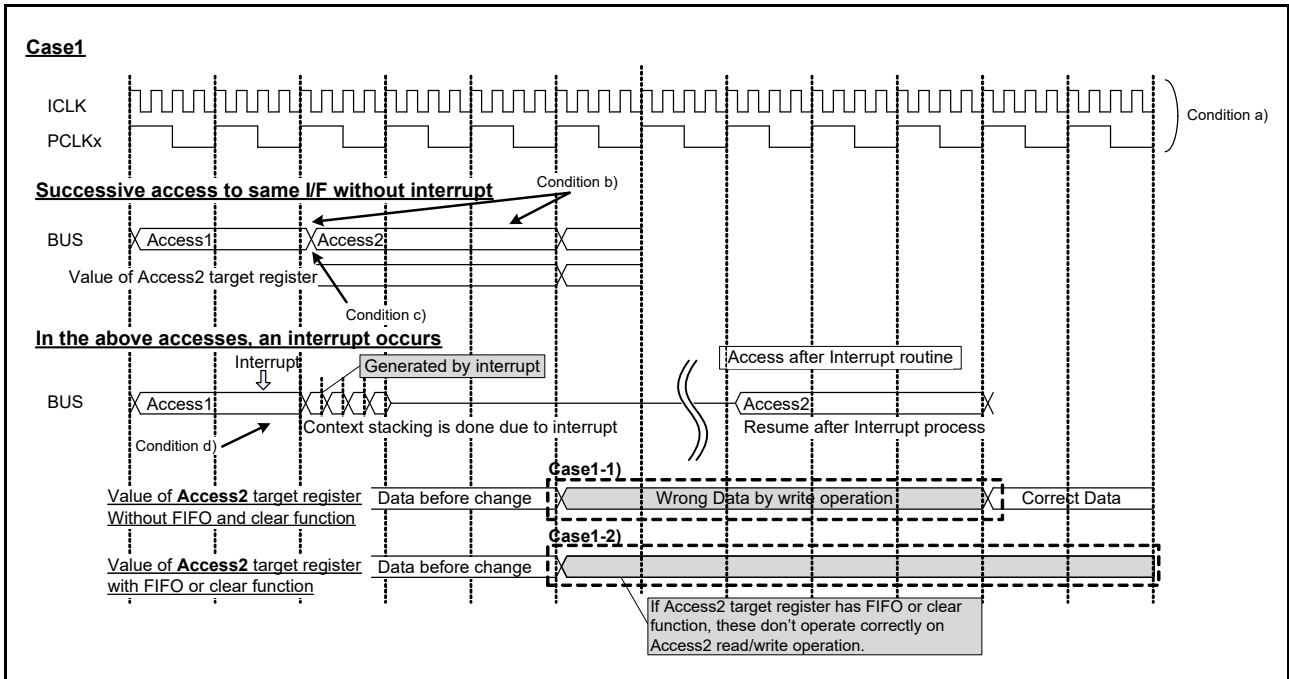 Case1
ICLK
Condition a)
PCLKx
Successive access to same I/F without interrupt
Condition b)
BUS
Access1
Access2
Value of Access2 target register
Condition c)
In the above accesses, an interrupt occurs
Interrupt
Generated by interrupt
Access after Interrupt routine
BUS
Access1
Access2
Context stacking is done due to interrupt
Resume after Interrupt process
Condition d)
Case1-1)
Value of Access2 target register
Without FIFO and clear function
Data before change
Wrong Data by write operation
Correct Data
Case1-2)
Value of Access2 target register
with FIFO or clear function
Data before change
If Access2 target register has FIFO or clear
function, these don't operate correctly on
Access2 read/write operation.